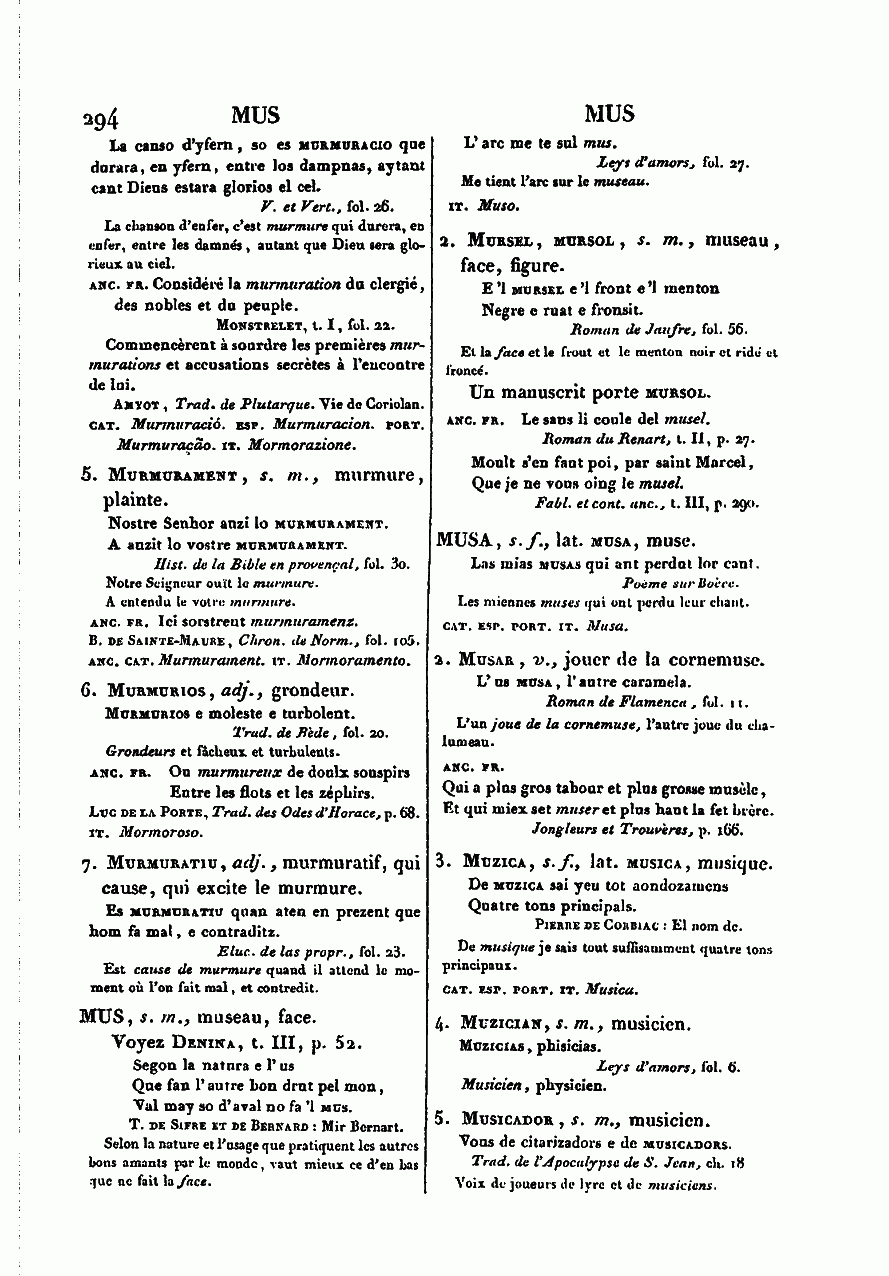 294 MUS MUS
La canso d'yfern, so es MURMURACIO que
durara, en yfern, entre los dampnas, aytant
cant Dieus estara glorios el cel.
V. et Vert., fol. 26.
La chanson d'enfer, c'est murmure qui durera, en
enfer, entre les damnés, autant que Dieu sera glo-
rieux au ciel.
ANC. FR. Considéré la murmuration du clergié,
des nobles et du peuple.
MONSTRELET, t. I, fol. 22.
Commencèrent à sourdre les premières mur-
murations et accusations secrètes à l'encontre
de lui.
AMYOT, Trad. de Plutarque. Vie de Coriolan.
CAT. Murmuració. ESP. Murmuracion. PORT.
Murmuração. IT. Mormorazione.
5. MURMURAMENT, s. m., murmure,
plainte.
Nostre Senhor auzi lo MURMURAMENT.
A auzit lo vostre MURMURAMENT.
Hist. de la Bible en provençal, fol. 30.
Notre Seigneur ouït le murmure.
A entendu le votre murmure.
ANC. FR. Ici sorstrent murmuramenz.
B. DE SAINTE-MAURE, Chron. de Norm., fol. 105.
ANC. CAT. Murmurament. IT. Mormoramento.
6. MURMURIOS, adj., grondeur.
MURMURIOS e moleste e turbolent.
Trad. de Bède, fol. 20.
Grondeurs et fâcheux et turbulents.
ANC. FR. Ou murmureux de doulx souspirs
Entre les flots et les zéphirs.
LUC DE LA PORTE, Trad. des Odes d'Horace, p. 68.
IT. Mormoroso.
7. MURMURATIU, adj., murmuratif, qui
cause, qui excite le murmure.
Es MURMURATIU quan aten en prezent que
hom fa mal, e contraditz.
Eluc. de las propr., fol. 23.
Est cause de murmure quand il attend le mo-
ment où l'on fait mal, et contredit.
MUS, s. m., museau, face.
Voyez DENINA, t. III, p. 52.
Segon la natura e l'us
Que fan l'autre bon drut pel mon,
Val may so d'aval no fa 'l MUS.
T. DE SIFRE ET DE BERNARD : Mir Bernart.
Selon la nature et l'usage que pratiquent les autres
bons amants par le monde, vaut mieux ce d'en bas
que ne fait la face.
L'arc me te sul mus.
Leys d'amors, fol. 27.
Me tient l'arc sur le museau.
IT. Muso.
2. MURSEL, MURSOL, s. m., museau,
face, figure.
E 'l MURSEL e 'l front e 'l menton
Negre e ruat e fronsit.
Roman de Jaufre, fol. 56.
Et la face et le front et le menton noir et ridé et
froncé.
Un manuscrit porte MURSOL.
ANC. FR. Le sans li coule del musel.
Roman du Renart, t. II, p. 27.
Moult s'en faut poi, par saint Marcel,
Que je ne vous oing le musel.
Fabl. et cont. anc., t. III, p. 290.
MUSA, s. f., lat. MUSA, muse.
Las mias MUSAS qui ant perdut lor cant.
Poème sur Boèce.
Les miennes muses qui ont perdu leur chant.
CAT. ESP. PORT. IT. Musa.
2. MUSAR, v., jouer de la cornemuse.
L'us MUSA, l'autre caramela.
Roman de Flamenca, fol. 11.
L'un joue de la cornemuse, l'autre joue du cha-
lumeau.
ANC. FR.
Qui a plus gros tabour et plus grosse musèle,
Et qui miex set muser et plus haut la fet brère.
Jongleurs et Trouvères, p. 166.
3. MUZICA, s. f., lat. MUSICA, musique.
De MUZICA sai yeu tot aondozamens
Quatre tons principals.
PIERRE DE CORBIAC : El nom de.
De musique je sais tout suffisamment quatre tons
principaux.
CAT. ESP. PORT. IT. Musica.
4. MUZICIAN, s. m., musicien.
MUZICIAS, phisicias.
Leys d'amors, fol. 6.
Musicien, physicien.
5. MUSICADOR, s. m., musicien.
Vous de citarizadors e de MUSICADORS.
Trad. de l'Apocalypse de S. Jean, ch. 18
Voix de joueurs de lyre et de musiciens.